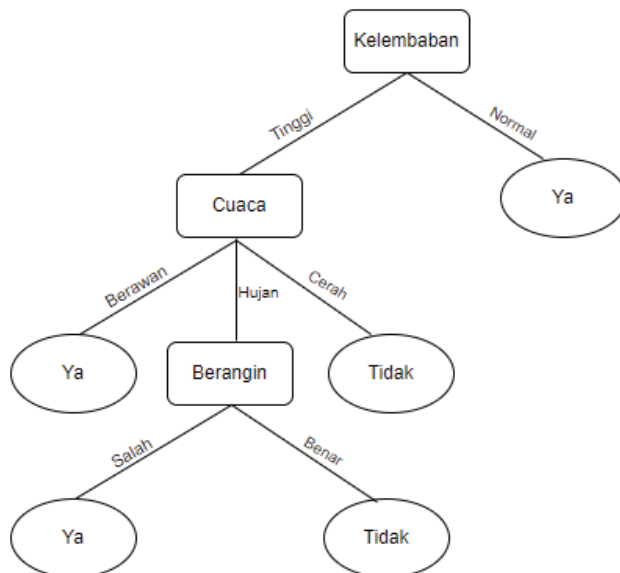 Kelembaban
Tinggi
Normal
Cuaca
Ya
Berawan
Hujan
Cerah
Ya
Berangin
Tidak
Salah
Benar
Ya
Tidak